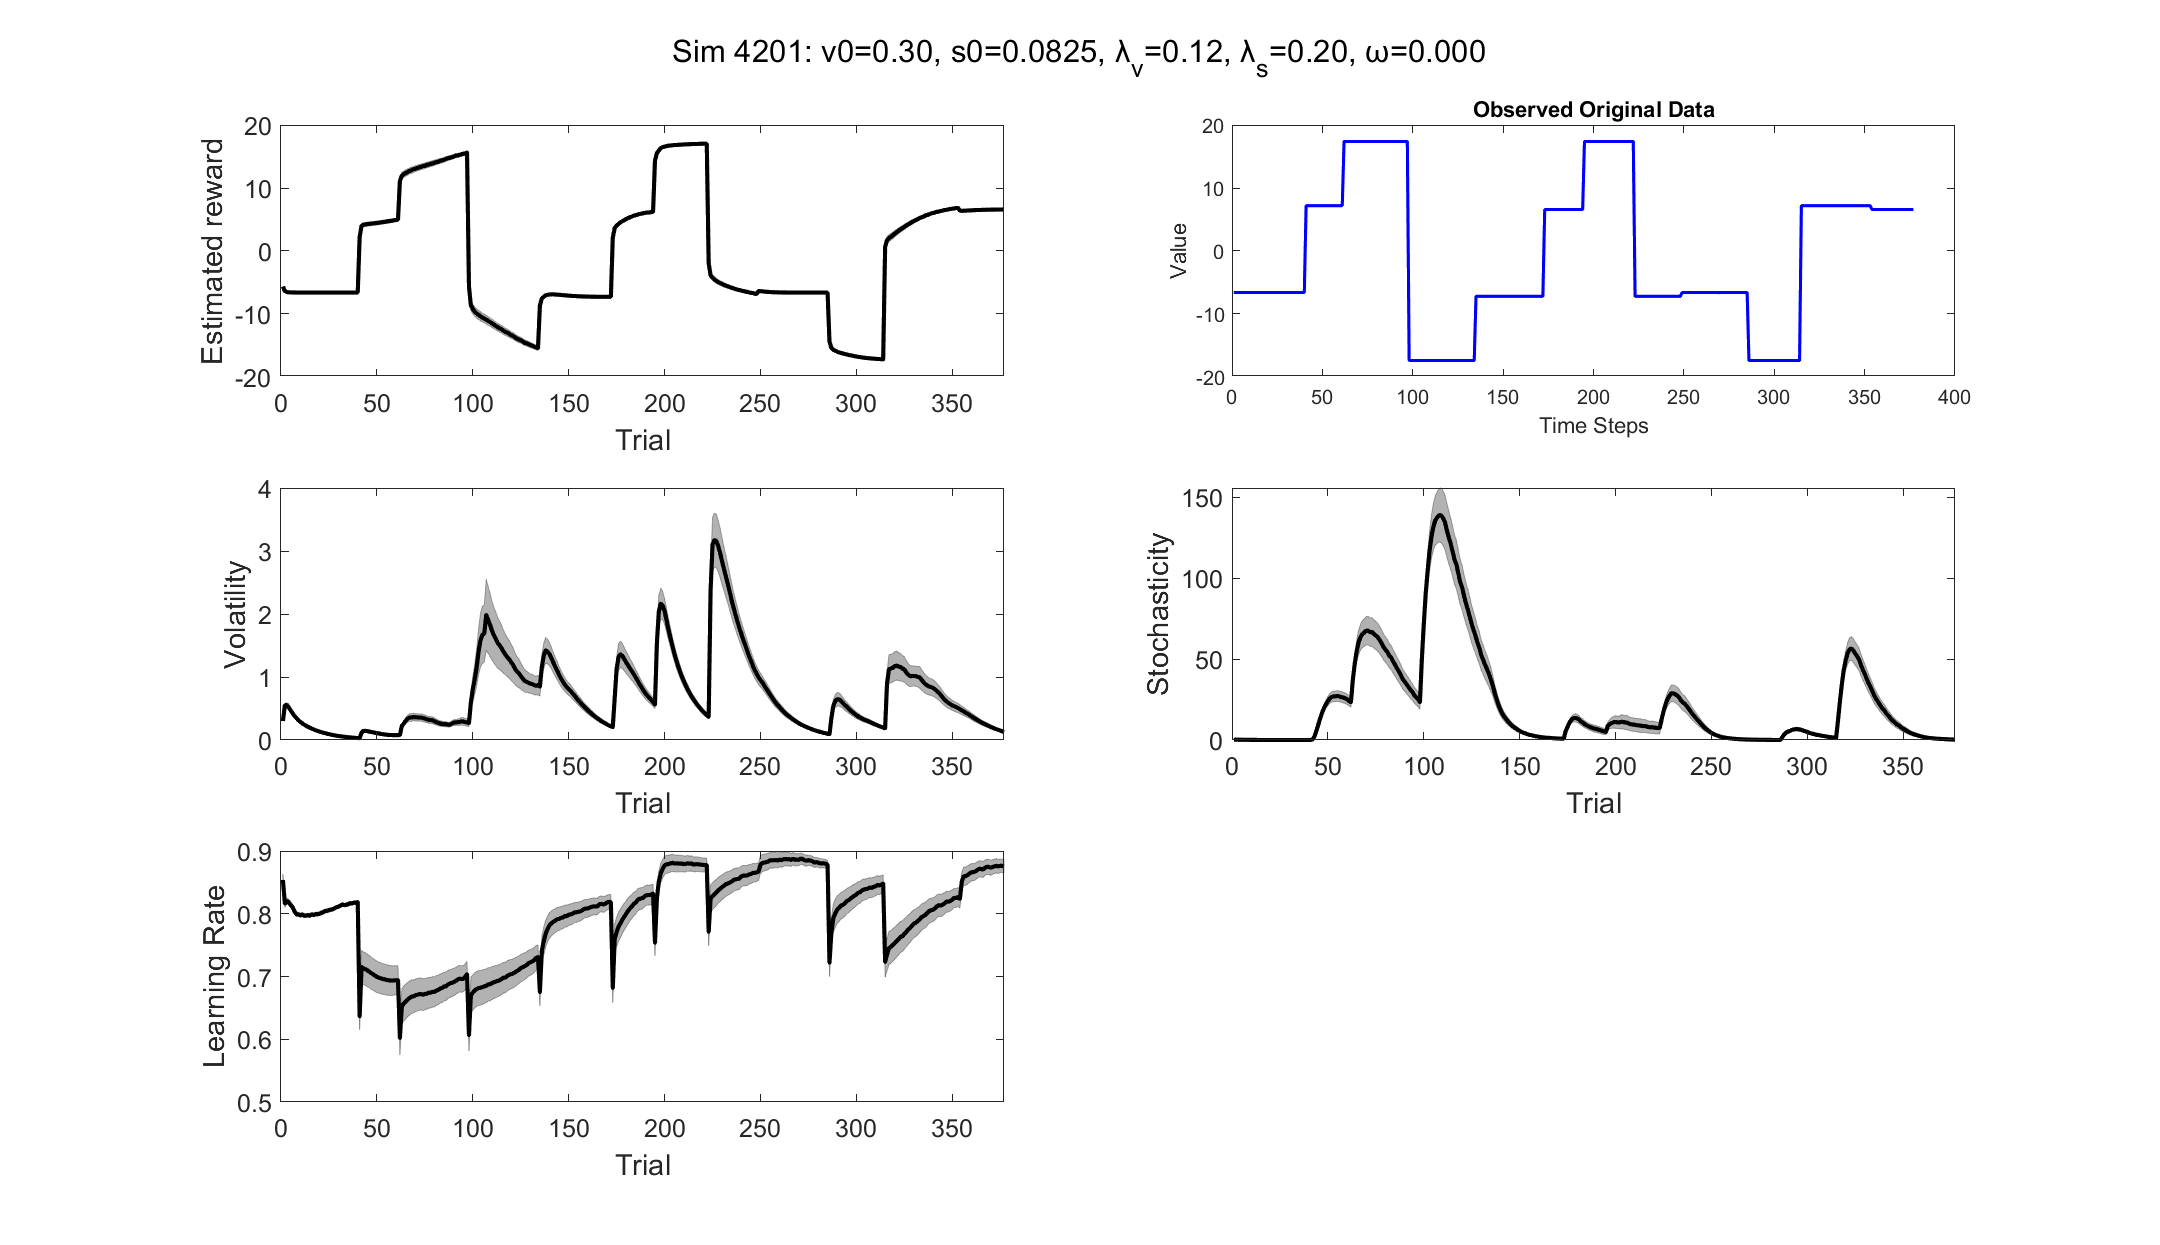 Sim 4201: v0=0.30, s0=0.0825, λv=0.12, λs=0.20, ω=0.000
20
10
0
-10
-20
Estimated reward
0 50 100 150 200 250 300 350
Trial
Observed Original Data
20
10
0
-10
-20
Value
0 50 100 150 200 250 300 350 400
Time Steps
4
3
2
1
0
Volatility
0 50 100 150 200 250 300 350
Trial
150
100
50
0
Stochasticity
0 50 100 150 200 250 300 350
Trial
0.9
0.8
0.7
0.6
0.5
Learning Rate
0 50 100 150 200 250 300 350
Trial